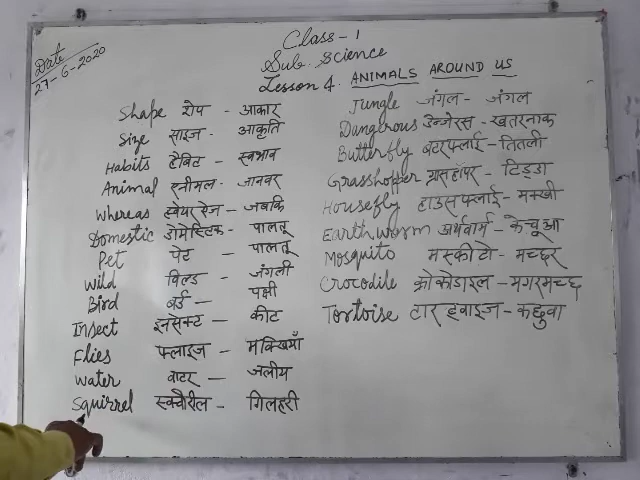 Date
27-6-2020
Class-1
Sub. Science
Lesson 4. ANIMALS AROUND US
Shape शेप - आकार
Size साइज - आकृति
Habits हैबिट - स्वभाव
Animal एनीमल - जानवर
Whereas व्हेयर ऐज - जबकि
Domestic डोमेस्टिक - पालतू
Pet पेट - पालतू
Wild विल्ड - जंगली
Bird बर्ड - पक्षी
Insect इनसेक्ट - कीट
Flies फ्लाइज - मक्खियाँ
Water वाटर - जलीय
Squirrel स्क्वैरील - गिलहरी
Jungle जंगल - जंगल
Dangerous डेन्जेरस - खतरनाक
Butterfly बटरफ्लाई - तितली
Grasshopper ग्रासहॉपर - टिड्डा
Housefly हाउसफ्लाई - मक्खी
Earthworm अर्थवार्म - केचूआ
Mosquito मस्कीटो - मच्छर
Crocodile क्रोकोडाइल - मगरमच्छ
Tortoise टारट्वाइज - कछुवा